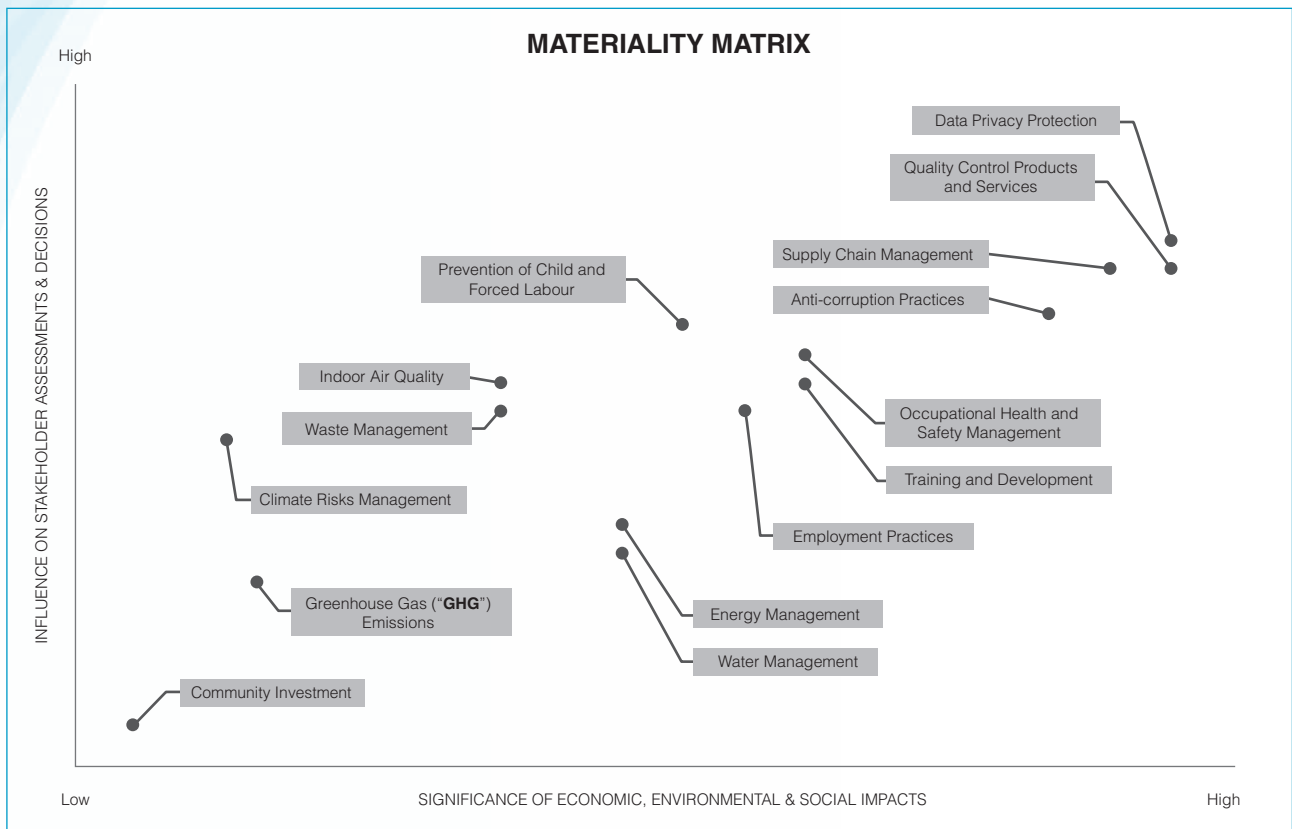 MATERIALITY MATRIX
High
Data Privacy Protection
Quality Control Products
and Services
Supply Chain Management
Prevention of Child and
Forced Labour
Anti-corruption Practices
Indoor Air Quality
Waste Management
Occupational Health and
Safety Management
Training and Development
Climate Risks Management
Employment Practices
Greenhouse Gas (“GHG”)
Emissions
Energy Management
Water Management
Community Investment
INFLUENCE ON STAKEHOLDER ASSESSMENTS & DECISIONS
Low
SIGNIFICANCE OF ECONOMIC, ENVIRONMENTAL & SOCIAL IMPACTS
High